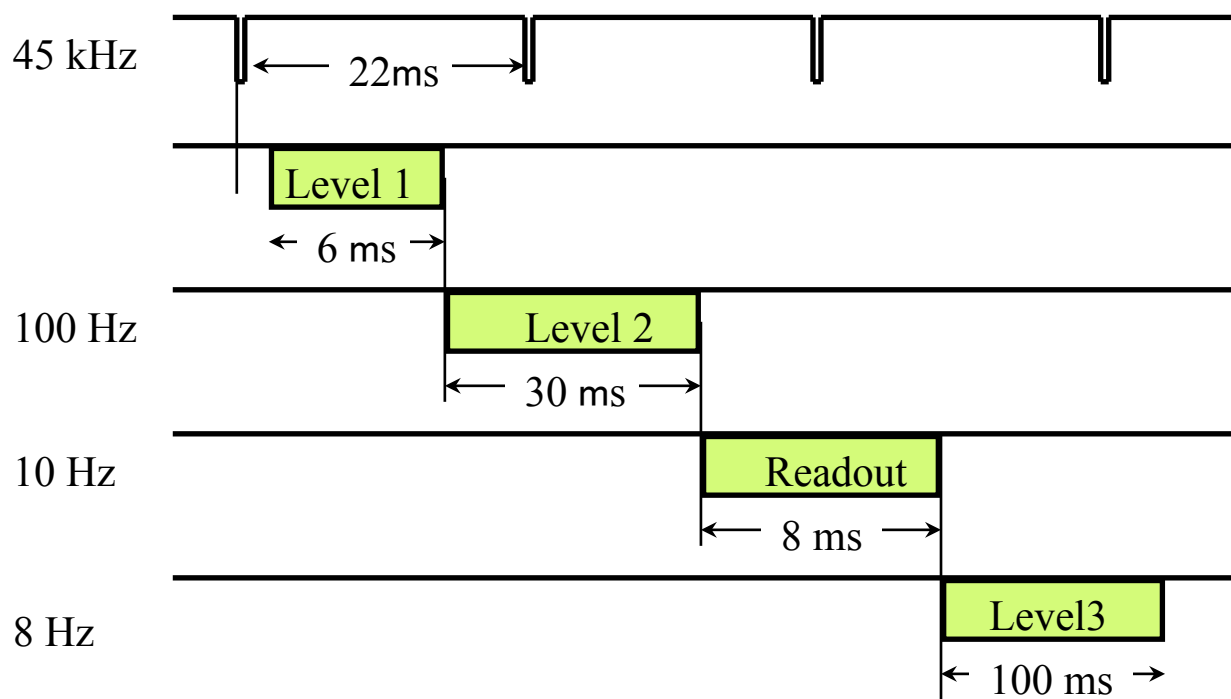 45 kHz
22ms
Level 1
6 ms
100 Hz
Level 2
30 ms
10 Hz
Readout
8 ms
8 Hz
Level3
100 ms